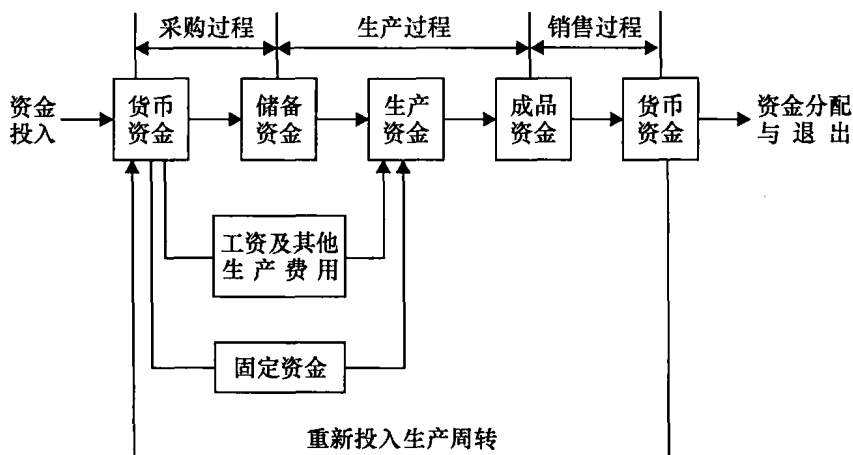 采购过程
生产过程
销售过程
资金
投入
货币
资金
储备
资金
生产
资金
成品
资金
货币
资金
资金分配
与退出
工资及其他
生产费用
固定资金
重新投入生产周转